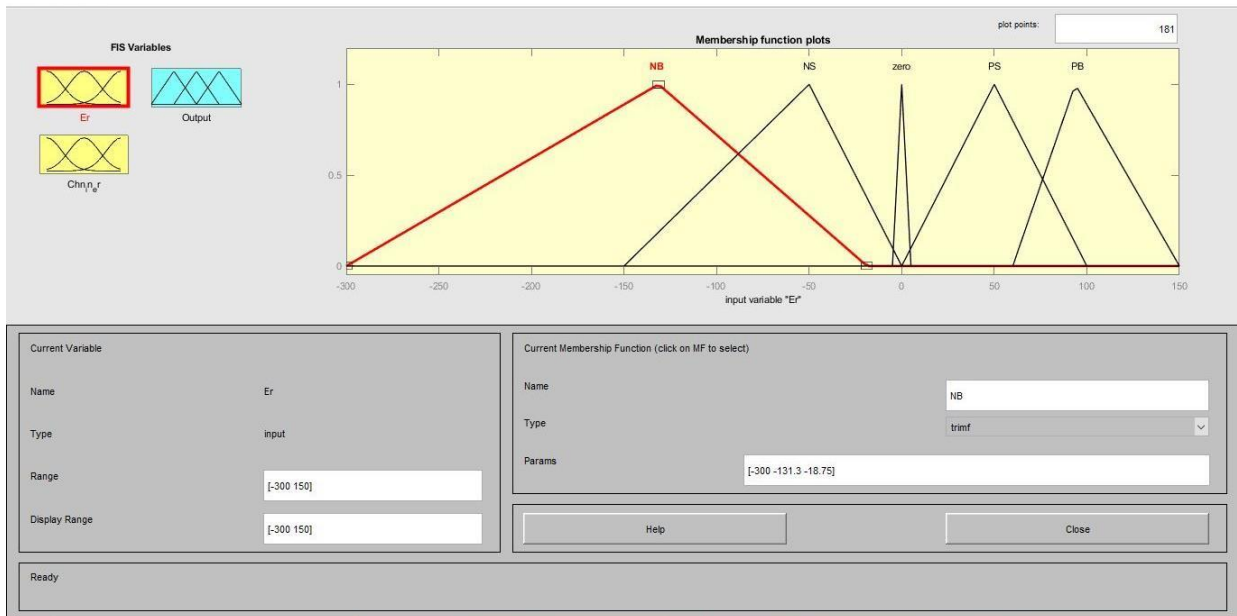 plot points:
181
FIS Variables
Membership function plots
Er
Output
Chn_in_er
NB
NS
zero
PS
PB
1
0.5
0
-300
-250
-200
-150
-100
-50
0
50
100
150
input variable "Er"
Current Variable
Name
Er
Type
input
Range
[-300 150]
Display Range
[-300 150]
Current Membership Function (click on MF to select)
Name
NB
Type
trimf
Params
[-300 -131.3 -18.75]
Help
Close
Ready